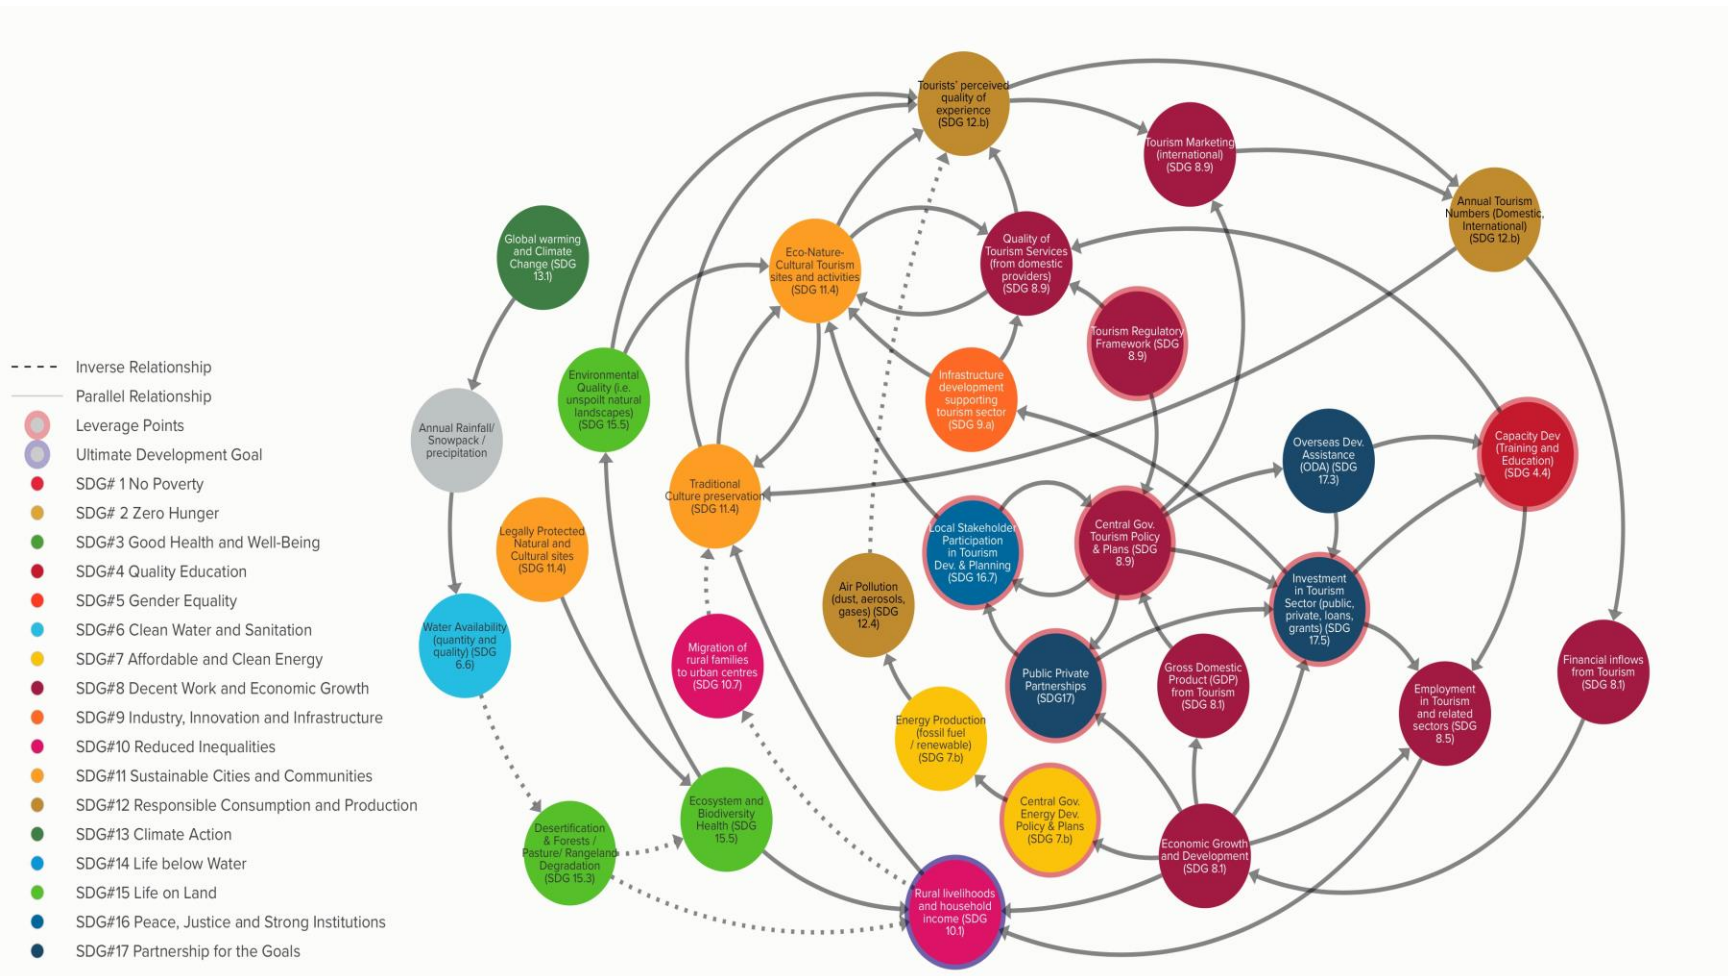 Tourists' perceived
quality of
experience
(SDG 12.b)
Tourism Marketing
(international)
(SDG 8.9)
Annual Tourism
Numbers (Domestic,
International)
(SDG 12.b)
Global warming
and Climate
Change (SDG
13.1)
Eco-Nature-
Cultural Tourism
sites and activities
(SDG 11.4)
Quality of
Tourism Services
(from domestic
providers)
(SDG 8.9)
Tourism Regulatory
Framework (SDG
8.9)
Environmental
Quality (i.e.
unspoilt natural
landscapes)
(SDG 15.5)
Infrastructure
development
supporting
tourism sector
(SDG 9.a)
Annual Rainfall/
Snowpack /
precipitation
Overseas Dev.
Assistance
(ODA) (SDG
17.3)
Capacity Dev
(Training and
Education)
(SDG 4.4)
Traditional
Culture preservation
(SDG 11.4)
Legally Protected
Natural and
Cultural sites
(SDG 11.4)
Local Stakeholder
Participation
in Tourism
Dev. & Planning
(SDG 16.7)
Central Gov.
Tourism Policy
& Plans (SDG
8.9)
Air Pollution
(dust, aerosols,
gases) (SDG
12.4)
Investment
in Tourism
Sector (public,
private, loans,
grants) (SDG
17.5)
Water Availability
(quantity and
quality) (SDG
6.6)
Migration of
rural families
to urban centres
(SDG 10.7)
Public Private
Partnerships
(SDG17)
Gross Domestic
Product (GDP)
from Tourism
(SDG 8.1)
Financial inflows
from Tourism
(SDG 8.1)
Employment
in Tourism
and related
sectors (SDG
8.5)
Energy Production
(fossil fuel
/ renewable)
(SDG 7.b)
Ecosystem and
Biodiversity
Health (SDG
15.5)
Central Gov.
Energy Dev.
Policy & Plans
(SDG 7.b)
Desertification
& Forests /
Pasture/ Rangeland
Degradation
(SDG 15.3)
Economic Growth
and Development
(SDG 8.1)
Rural livelihoods
and household
income (SDG
10.1)
Inverse Relationship
Parallel Relationship
Leverage Points
Ultimate Development Goal
SDG# 1 No Poverty
SDG# 2 Zero Hunger
SDG#3 Good Health and Well-Being
SDG#4 Quality Education
SDG#5 Gender Equality
SDG#6 Clean Water and Sanitation
SDG#7 Affordable and Clean Energy
SDG#8 Decent Work and Economic Growth
SDG#9 Industry, Innovation and Infrastructure
SDG#10 Reduced Inequalities
SDG#11 Sustainable Cities and Communities
SDG#12 Responsible Consumption and Production
SDG#13 Climate Action
SDG#14 Life below Water
SDG#15 Life on Land
SDG#16 Peace, Justice and Strong Institutions
SDG#17 Partnership for the Goals